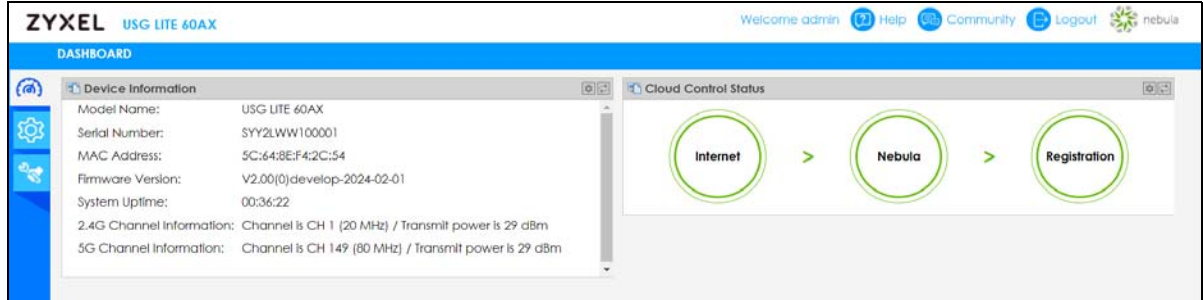 ZYXEL USG LITE 60AX Welcome admin Help Community Logout nebula
DASHBOARD
Device Information
Model Name: USG LITE 60AX
Serial Number: SYY2LWW100001
MAC Address: 5C:64:8E:F4:2C:54
Firmware Version: V2.00(0)develop-2024-02-01
System Uptime: 00:36:22
2.4G Channel Information: Channel is CH 1 (20 MHz) / Transmit power is 29 dBm
5G Channel Information: Channel is CH 149 (80 MHz) / Transmit power is 29 dBm
Cloud Control Status
Internet > Nebula > Registration